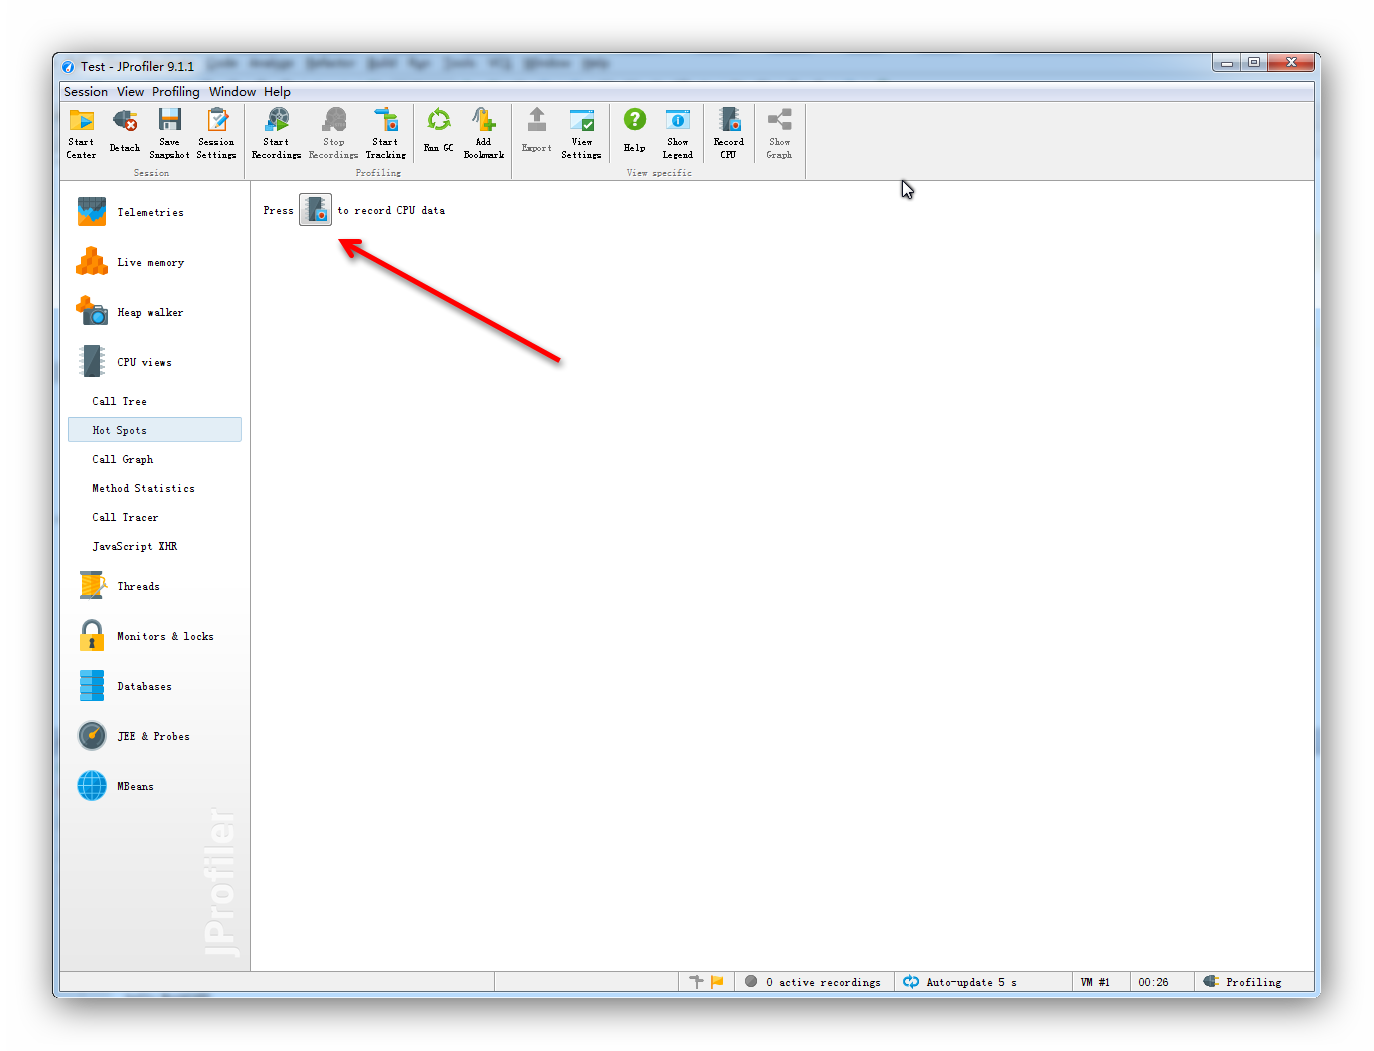 Test - JProfiler 9.1.1
Session View Profiling Window Help
Start Center
Detach
Save Snapshot
Session Settings
Start Recordings
Stop Recordings
Start Tracking
Run GC
Add Bookmark
Export
View Settings
Help
Show Legend
Record CPU
Show Graph
Session
Profiling
View specific
Telemetries
Live memory
Heap walker
CPU views
Call Tree
Hot Spots
Call Graph
Method Statistics
Call Tracer
JavaScript XHR
Threads
Monitors & locks
Databases
JEE & Probes
MBeans
JProfiler
Press to record CPU data
0 active recordings
Auto-update 5 s
VM #1
00:26
Profiling